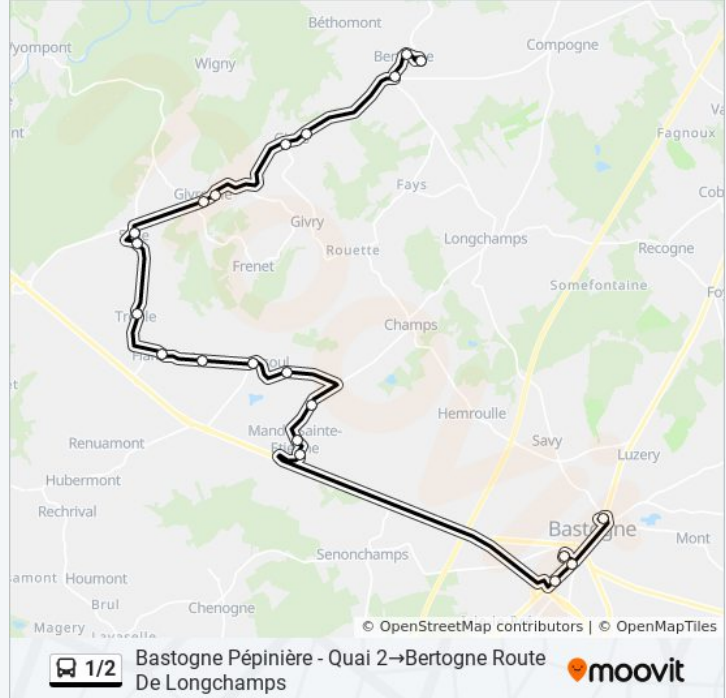 Béthomont
Compogne
Wigny
Fagnoux
Fays
Givry
Longchamps
Rouette
Recogne
Frenet
Somefontaine
Champs
Hemroulle
Savy
Renuamont
Luzery
Hubermont
Rechrival
Bastogne
Mont
Senonchamps
Houmont
Chenogne
Brul
Magery
© OpenStreetMap contributors | © OpenMapTiles
1/2
Bastogne Pépinière - Quai 2→Bertogne Route
De Longchamps
moovit